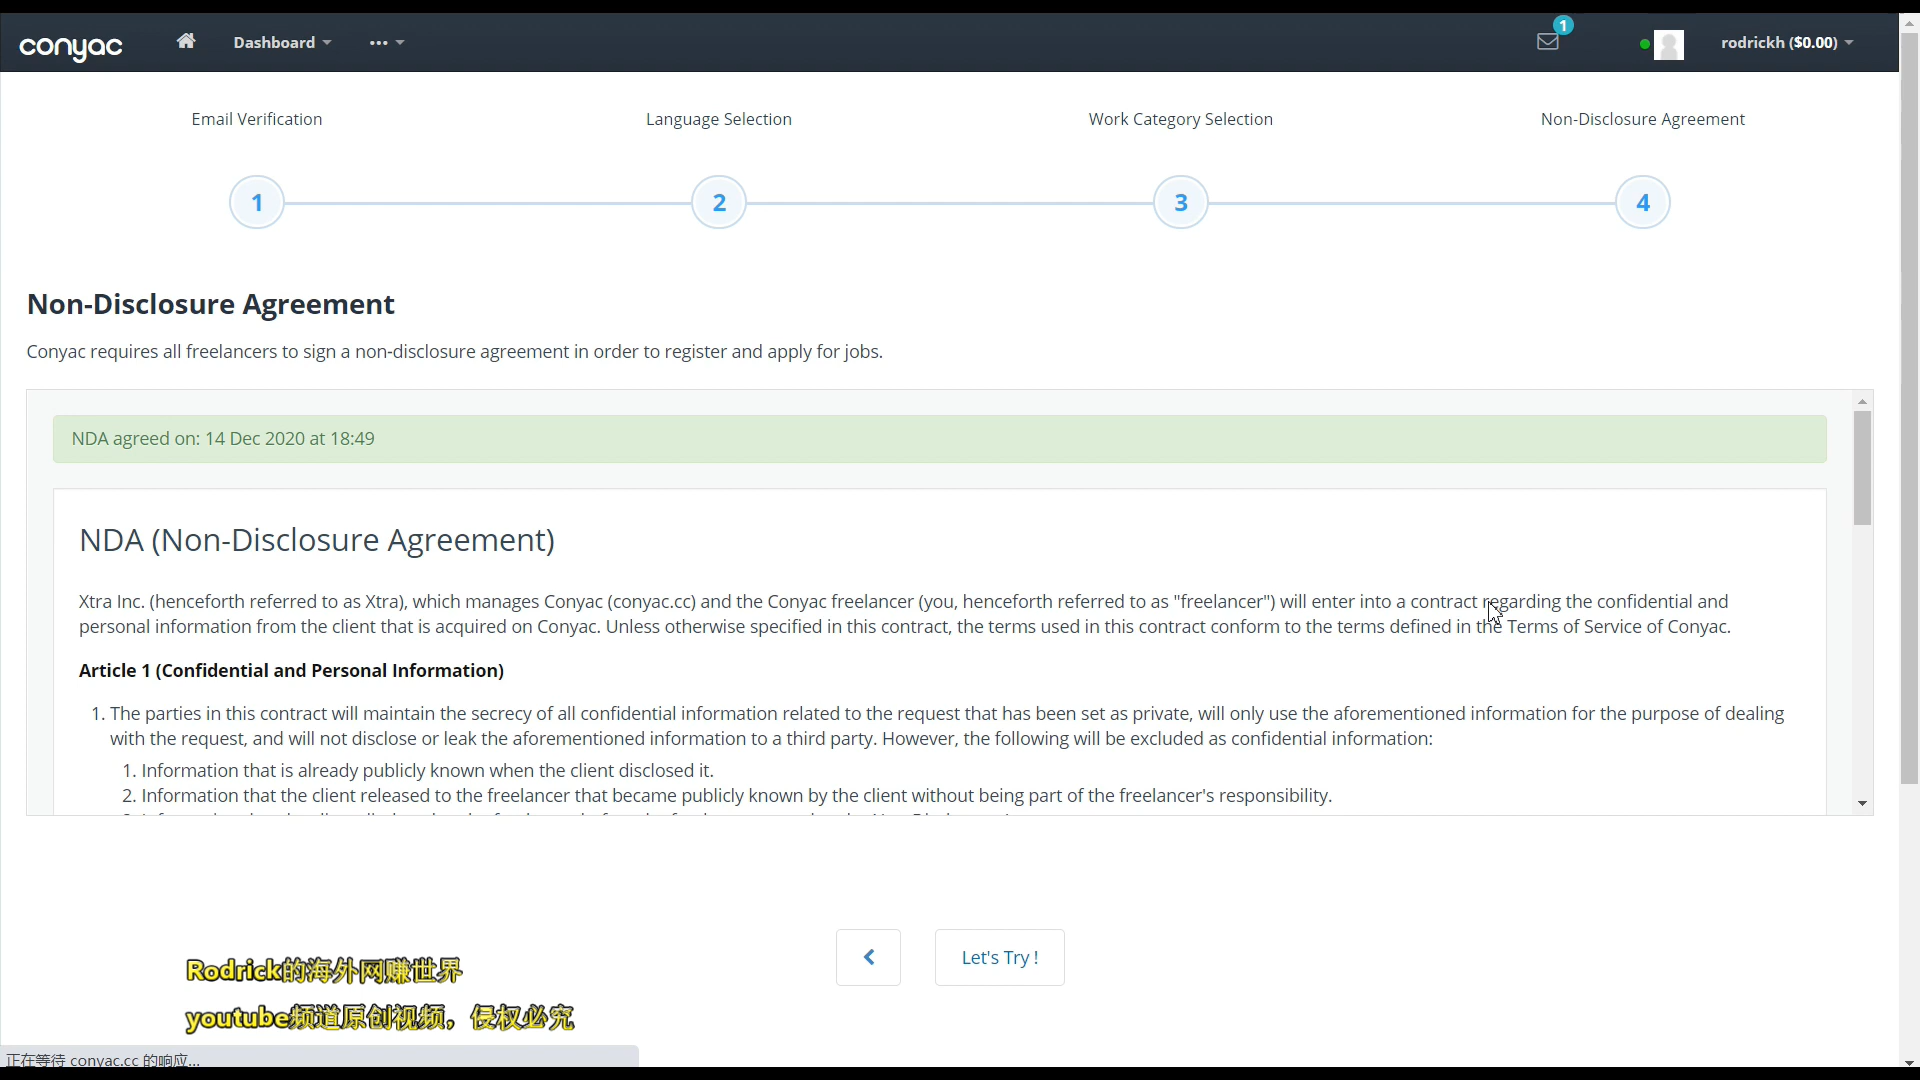 conyac
Dashboard
1
rodrickh ($0.00)
Email Verification
Language Selection
Work Category Selection
Non-Disclosure Agreement
1
2
3
4
Non-Disclosure Agreement
Conyac requires all freelancers to sign a non-disclosure agreement in order to register and apply for jobs.
NDA agreed on: 14 Dec 2020 at 18:49
NDA (Non-Disclosure Agreement)
Xtra Inc. (henceforth referred to as Xtra), which manages Conyac (conyac.cc) and the Conyac freelancer (you, henceforth referred to as "freelancer") will enter into a contract regarding the confidential and
personal information from the client that is acquired on Conyac. Unless otherwise specified in this contract, the terms used in this contract conform to the terms defined in the Terms of Service of Conyac.
Article 1 (Confidential and Personal Information)
1. The parties in this contract will maintain the secrecy of all confidential information related to the request that has been set as private, will only use the aforementioned information for the purpose of dealing
with the request, and will not disclose or leak the aforementioned information to a third party. However, the following will be excluded as confidential information:
1. Information that is already publicly known when the client disclosed it.
2. Information that the client released to the freelancer that became publicly known by the client without being part of the freelancer's responsibility.
Let's Try !
Rodrick的海外网赚世界
youtube频道原创视频，侵权必究
正在等待 conyac.cc 的响应...